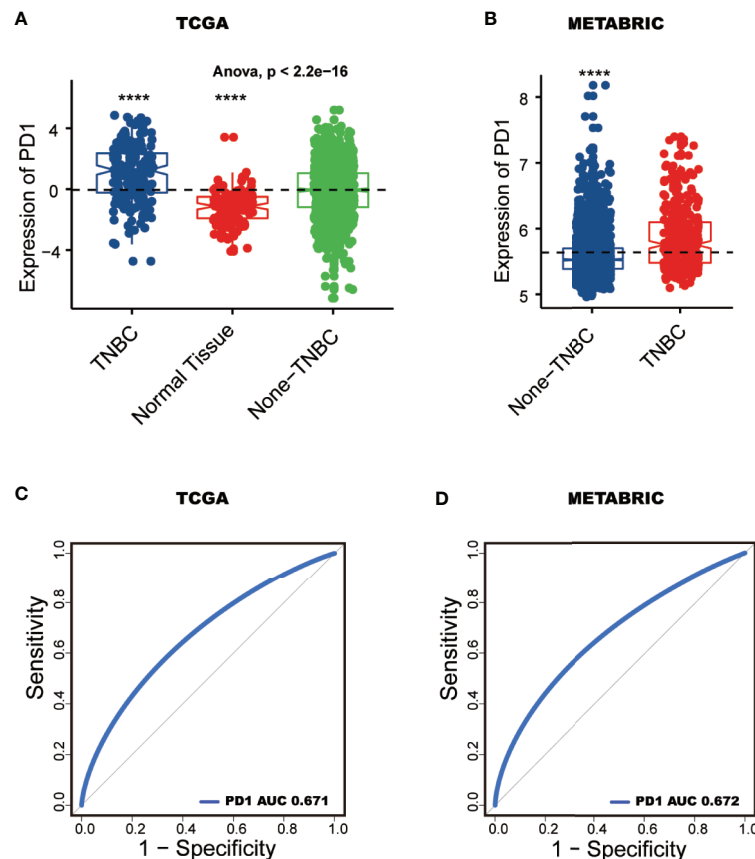 A
TCGA
Anova, p < 2.2e−16
****
****
Expression of PD1
4
0
−4
TNBC
Normal Tissue
None−TNBC
B
METABRIC
****
Expression of PD1
8
7
6
5
None−TNBC
TNBC
C
TCGA
Sensitivity
1.0
0.8
0.6
0.4
0.2
0.0
PD1 AUC 0.671
0.0
0.2
0.4
0.6
0.8
1.0
1 − Specificity
D
METABRIC
Sensitivity
1.0
0.8
0.6
0.4
0.2
0.0
PD1 AUC 0.672
0.0
0.2
0.4
0.6
0.8
1.0
1 − Specificity